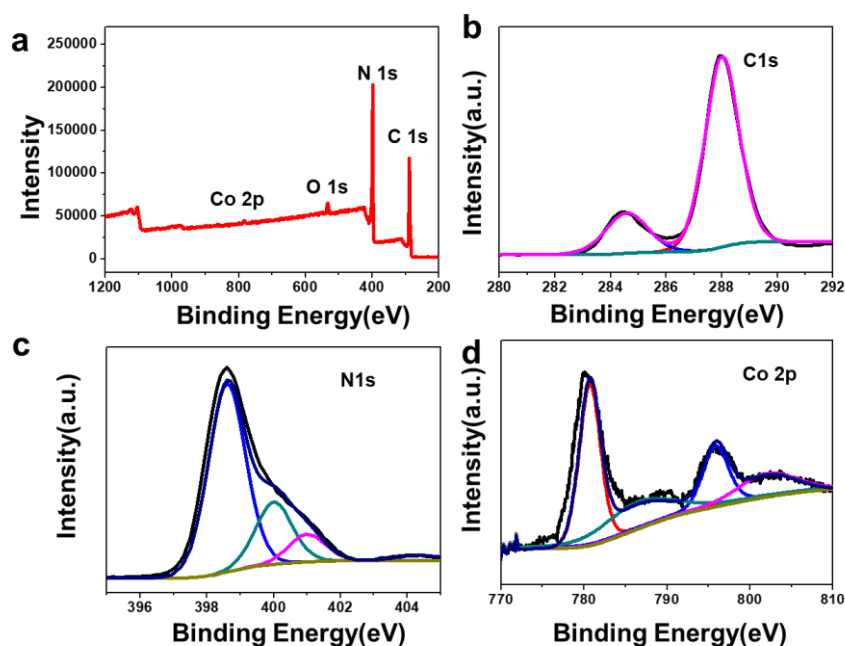 a
250000
200000
150000
100000
50000
0
Intensity
N 1s
C 1s
O 1s
Co 2p
1200 1000 800 600 400 200
Binding Energy(eV)
b
C1s
Intensity(a.u.)
280 282 284 286 288 290 292
Binding Energy(eV)
c
N1s
Intensity(a.u.)
396 398 400 402 404
Binding Energy(eV)
d
Co 2p
Intensity(a.u.)
770 780 790 800 810
Binding Energy(eV)